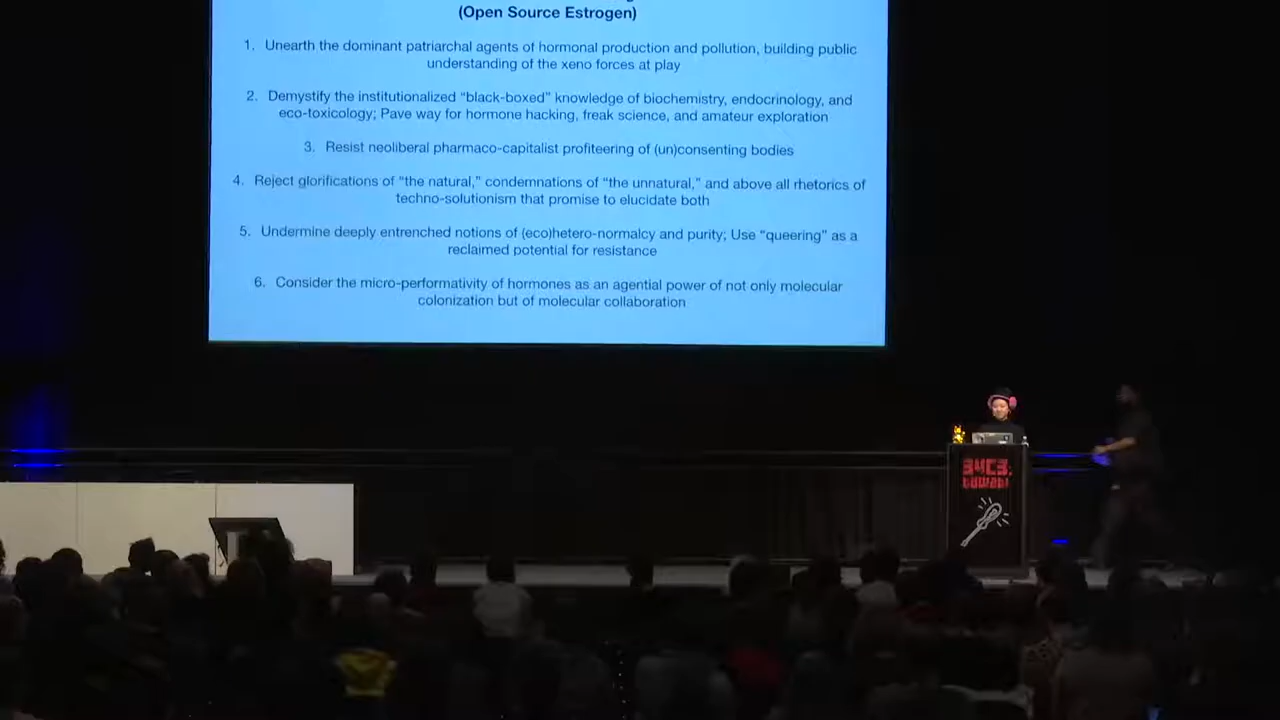 (Open Source Estrogen)
1. Unearth the dominant patriarchal agents of hormonal production and pollution, building public
understanding of the xeno forces at play
2. Demystify the institutionalized “black-boxed” knowledge of biochemistry, endocrinology, and
eco-toxicology; Pave way for hormone hacking, freak science, and amateur exploration
3. Resist neoliberal pharmaco-capitalist profiteering of (un)consenting bodies
4. Reject glorifications of “the natural,” condemnations of “the unnatural,” and above all rhetorics of
techno-solutionism that promise to elucidate both
5. Undermine deeply entrenched notions of (eco)hetero-normalcy and purity; Use “queering” as a
reclaimed potential for resistance
6. Consider the micro-performativity of hormones as an agential power of not only molecular
colonization but of molecular collaboration
34C3:
tuwat!